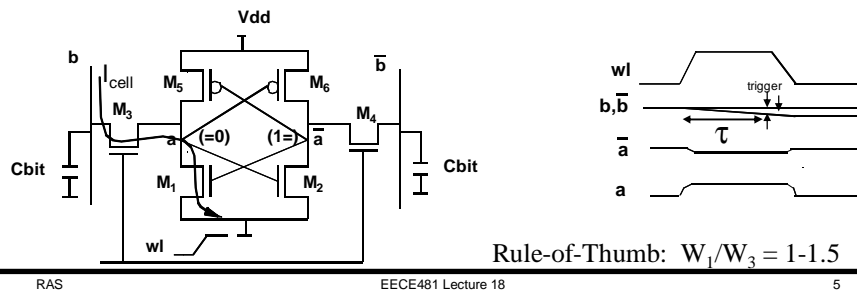 Vdd
b
b̅
I_cell
M₅
M₆
M₃
M₄
a
(=0)
(1=)
a̅
Cbit
Cbit
M₁
M₂
wl
wl
trigger
b,b̅
τ
a̅
a
Rule-of-Thumb: W₁/W₃ = 1-1.5
RAS
EECE481 Lecture 18
5